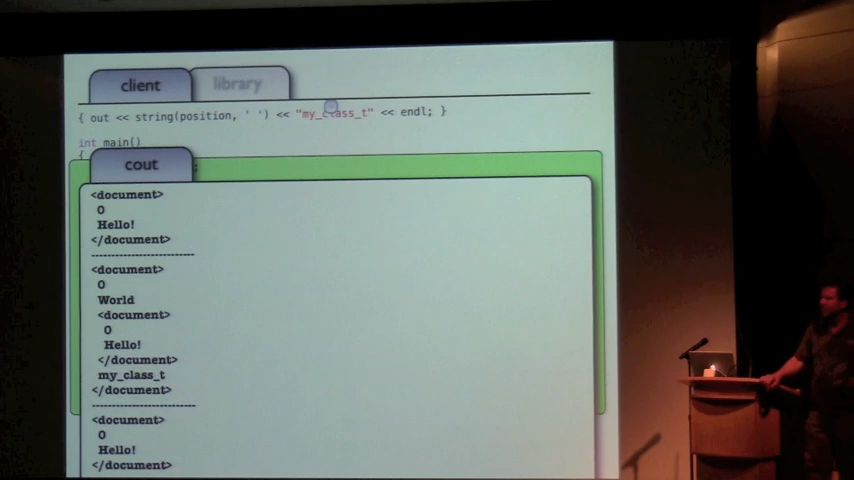 client library
{ out << string(position, ' ') << "my_class_t" << endl; }
int main()
{
cout
<document>
0
Hello!
</document>
--------------------------
<document>
0
World
<document>
0
Hello!
</document>
my_class_t
</document>
--------------------------
<document>
0
Hello!
</document>